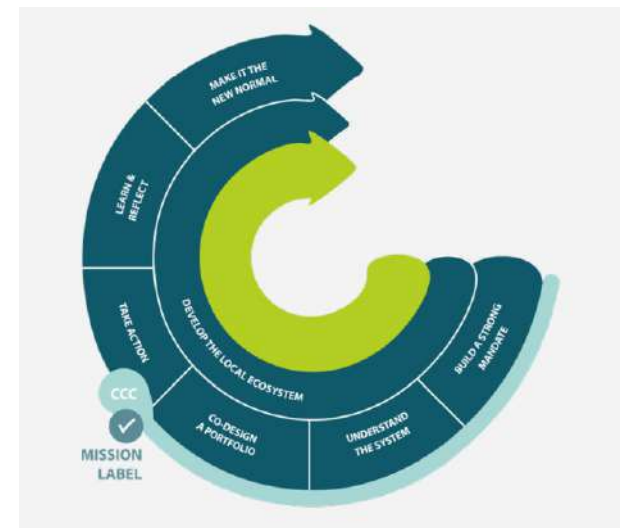 MAKE IT THE
NEW NORMAL
LEARN &
REFLECT
TAKE ACTION
DEVELOP THE LOCAL ECOSYSTEM
BUILD A STRONG
MANDATE
CCC
CO-DESIGN
A PORTFOLIO
UNDERSTAND
THE SYSTEM
MISSION
LABEL